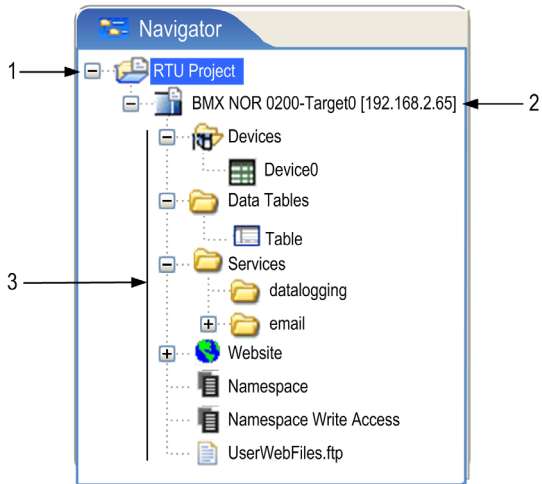 Navigator
1
RTU Project
BMX NOR 0200-Target0 [192.168.2.65]
2
Devices
Device0
Data Tables
Table
3
Services
datalogging
email
Website
Namespace
Namespace Write Access
UserWebFiles.ftp